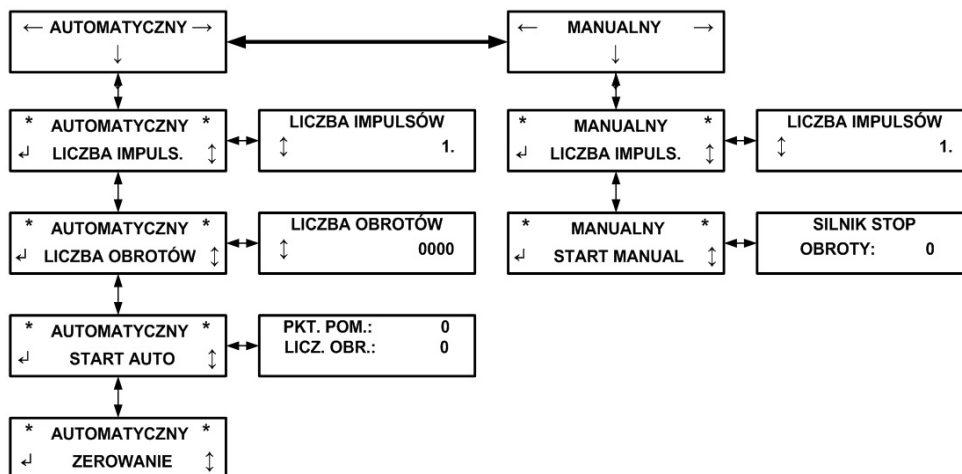 ← AUTOMATYCZNY →
↓
← MANUALNY →
↓
* AUTOMATYCZNY *
↲ LICZBA IMPULS. ↕
LICZBA IMPULSÓW
↕ 1.
* MANUALNY *
↲ LICZBA IMPULS. ↕
LICZBA IMPULSÓW
↕ 1.
* AUTOMATYCZNY *
↲ LICZBA OBROTÓW ↕
LICZBA OBROTÓW
↕ 0000
* MANUALNY *
↲ START MANUAL ↕
SILNIK STOP
OBROTY: 0
* AUTOMATYCZNY *
↲ START AUTO ↕
PKT. POM.: 0
LICZ. OBR.: 0
* AUTOMATYCZNY *
↲ ZEROWANIE ↕